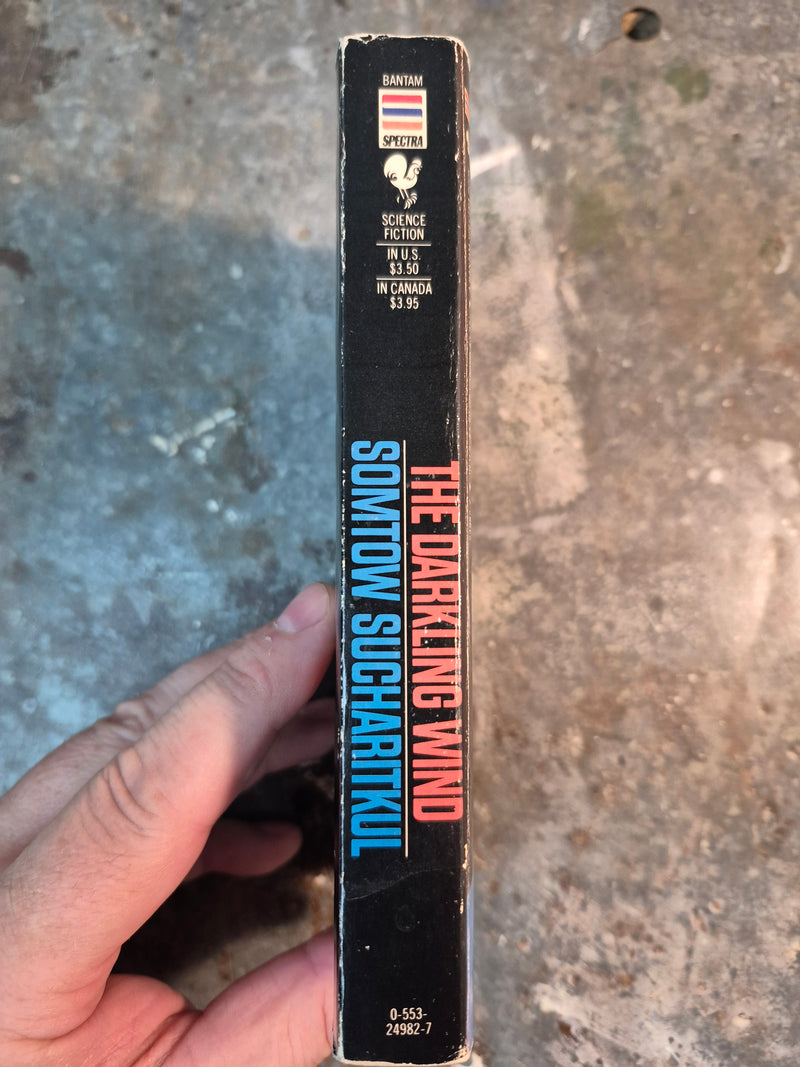 BANTAM
SPECTRA
SCIENCE
FICTION
IN U.S.
$3.50
IN CANADA
$3.95
THE DARKLING WIND
SOMTOW SUCHARITKUL
0-553-
24982-7